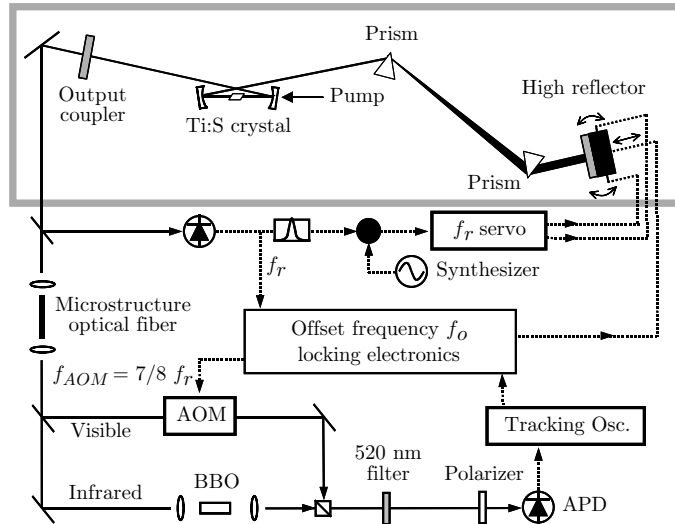 Prism
High reflector
Output
coupler
Pump
Ti:S crystal
Prism
f_r servo
f_r
Synthesizer
Microstructure
optical fiber
Offset frequency f_o
locking electronics
f_AOM = 7/8 f_r
AOM
Visible
Tracking Osc.
520 nm
filter
Polarizer
BBO
Infrared
APD